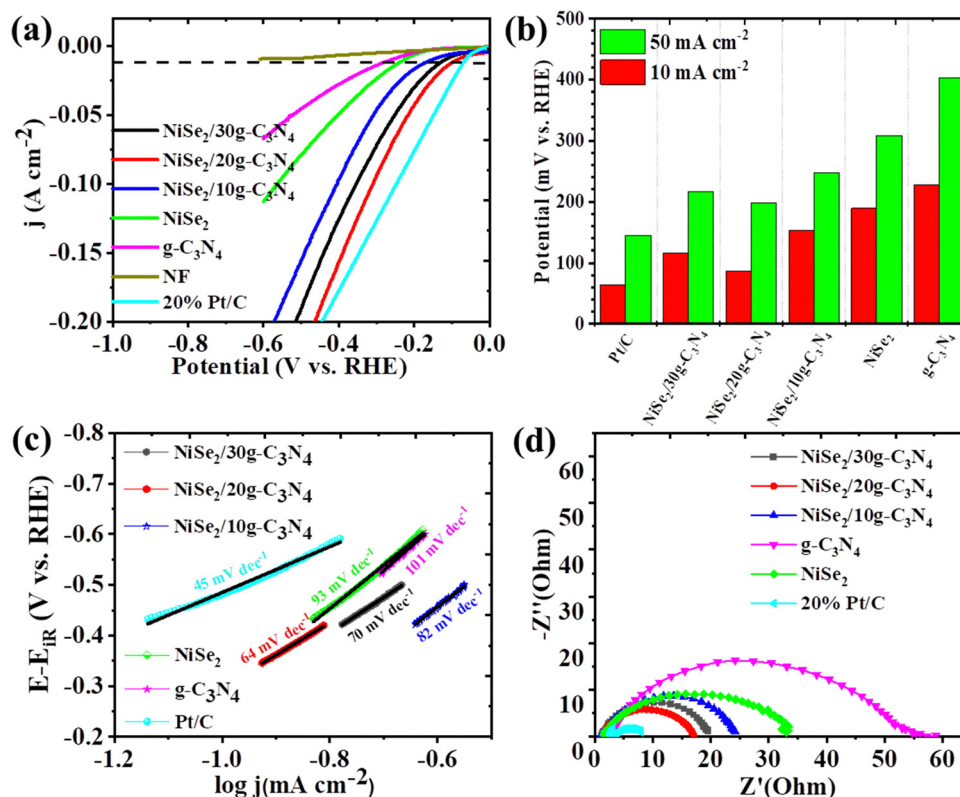 (a)
0.00
-0.05
-0.10
-0.15
-0.20
j (A cm⁻²)
NiSe₂/30g-C₃N₄
NiSe₂/20g-C₃N₄
NiSe₂/10g-C₃N₄
NiSe₂
g-C₃N₄
NF
20% Pt/C
-1.0 -0.8 -0.6 -0.4 -0.2 0.0
Potential (V vs. RHE)
(b)
500
400
300
200
100
0
Potential (mV vs. RHE)
50 mA cm⁻²
10 mA cm⁻²
Pt/C
NiSe₂/30g-C₃N₄
NiSe₂/20g-C₃N₄
NiSe₂/10g-C₃N₄
NiSe₂
g-C₃N₄
(c)
-0.8
-0.7
-0.6
-0.5
-0.4
-0.3
-0.2
E-E_iR (V vs. RHE)
NiSe₂/30g-C₃N₄
NiSe₂/20g-C₃N₄
NiSe₂/10g-C₃N₄
45 mV dec⁻¹
93 mV dec⁻¹
101 mV dec⁻¹
64 mV dec⁻¹
70 mV dec⁻¹
82 mV dec⁻¹
NiSe₂
g-C₃N₄
Pt/C
-1.0 -0.8 -0.6
log j(mA cm⁻²)
(d)
60
50
40
30
20
10
0
-Z''(Ohm)
NiSe₂/30g-C₃N₄
NiSe₂/20g-C₃N₄
NiSe₂/10g-C₃N₄
g-C₃N₄
NiSe₂
20% Pt/C
0 10 20 30 40 50 60
Z'(Ohm)